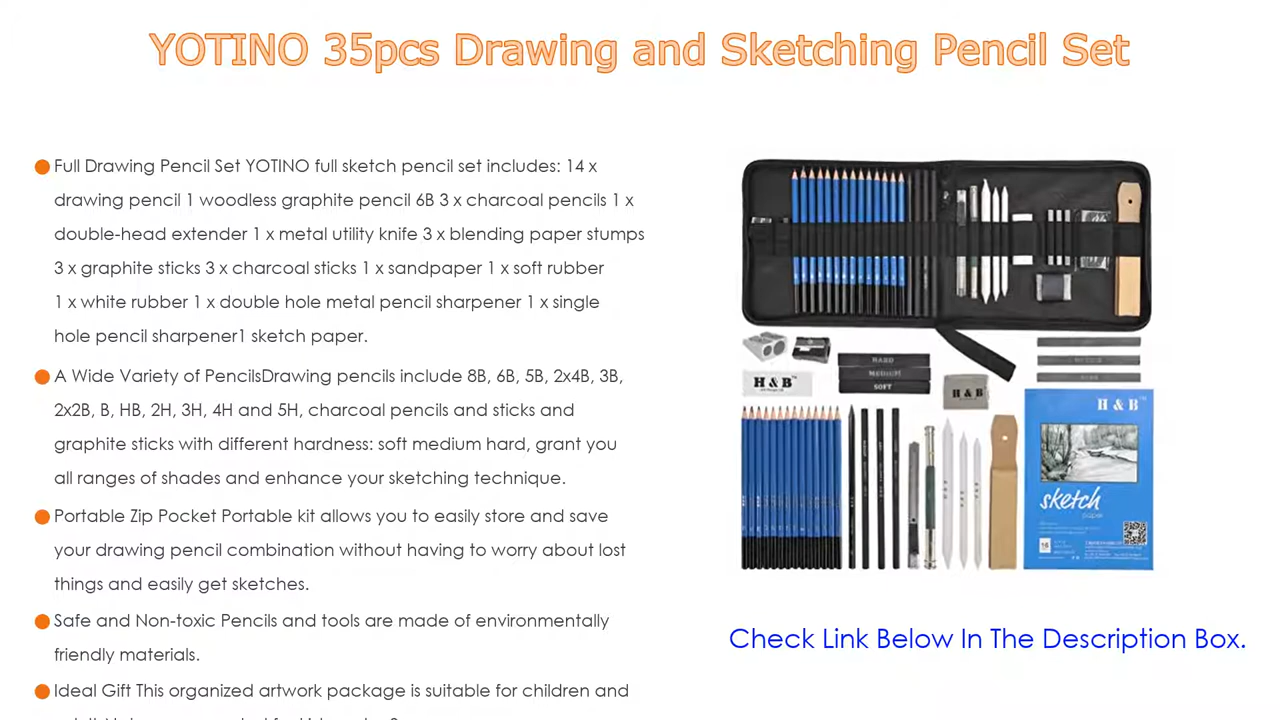 YOTINO 35pcs Drawing and Sketching Pencil Set
Full Drawing Pencil Set YOTINO full sketch pencil set includes: 14 x
drawing pencil 1 woodless graphite pencil 6B 3 x charcoal pencils 1 x
double-head extender 1 x metal utility knife 3 x blending paper stumps
3 x graphite sticks 3 x charcoal sticks 1 x sandpaper 1 x soft rubber
1 x white rubber 1 x double hole metal pencil sharpener 1 x single
hole pencil sharpener1 sketch paper.
A Wide Variety of PencilsDrawing pencils include 8B, 6B, 5B, 2x4B, 3B,
2x2B, B, HB, 2H, 3H, 4H and 5H, charcoal pencils and sticks and
graphite sticks with different hardness: soft medium hard, grant you
all ranges of shades and enhance your sketching technique.
Portable Zip Pocket Portable kit allows you to easily store and save
your drawing pencil combination without having to worry about lost
things and easily get sketches.
Safe and Non-toxic Pencils and tools are made of environmentally
friendly materials.
Ideal Gift This organized artwork package is suitable for children and
HARD
MEDIUM
SOFT
H & B™
H & B
H & B™
sketch
paper
16
Check Link Below In The Description Box.